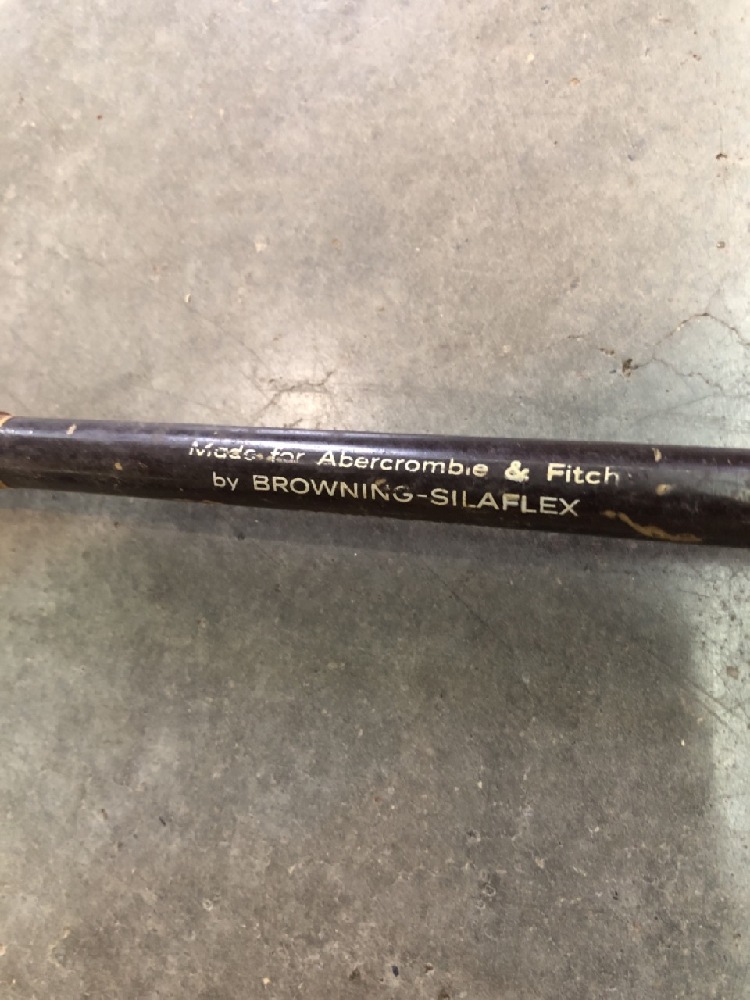 Made for Abercrombie & Fitch
by BROWNING-SILAFLEX